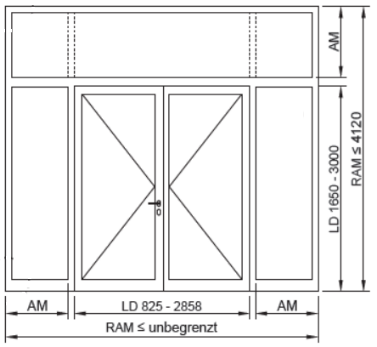 AM
LD 1650 - 3000
RAM ≤ 4120
AM
LD 825 - 2858
AM
RAM ≤ unbegrenzt